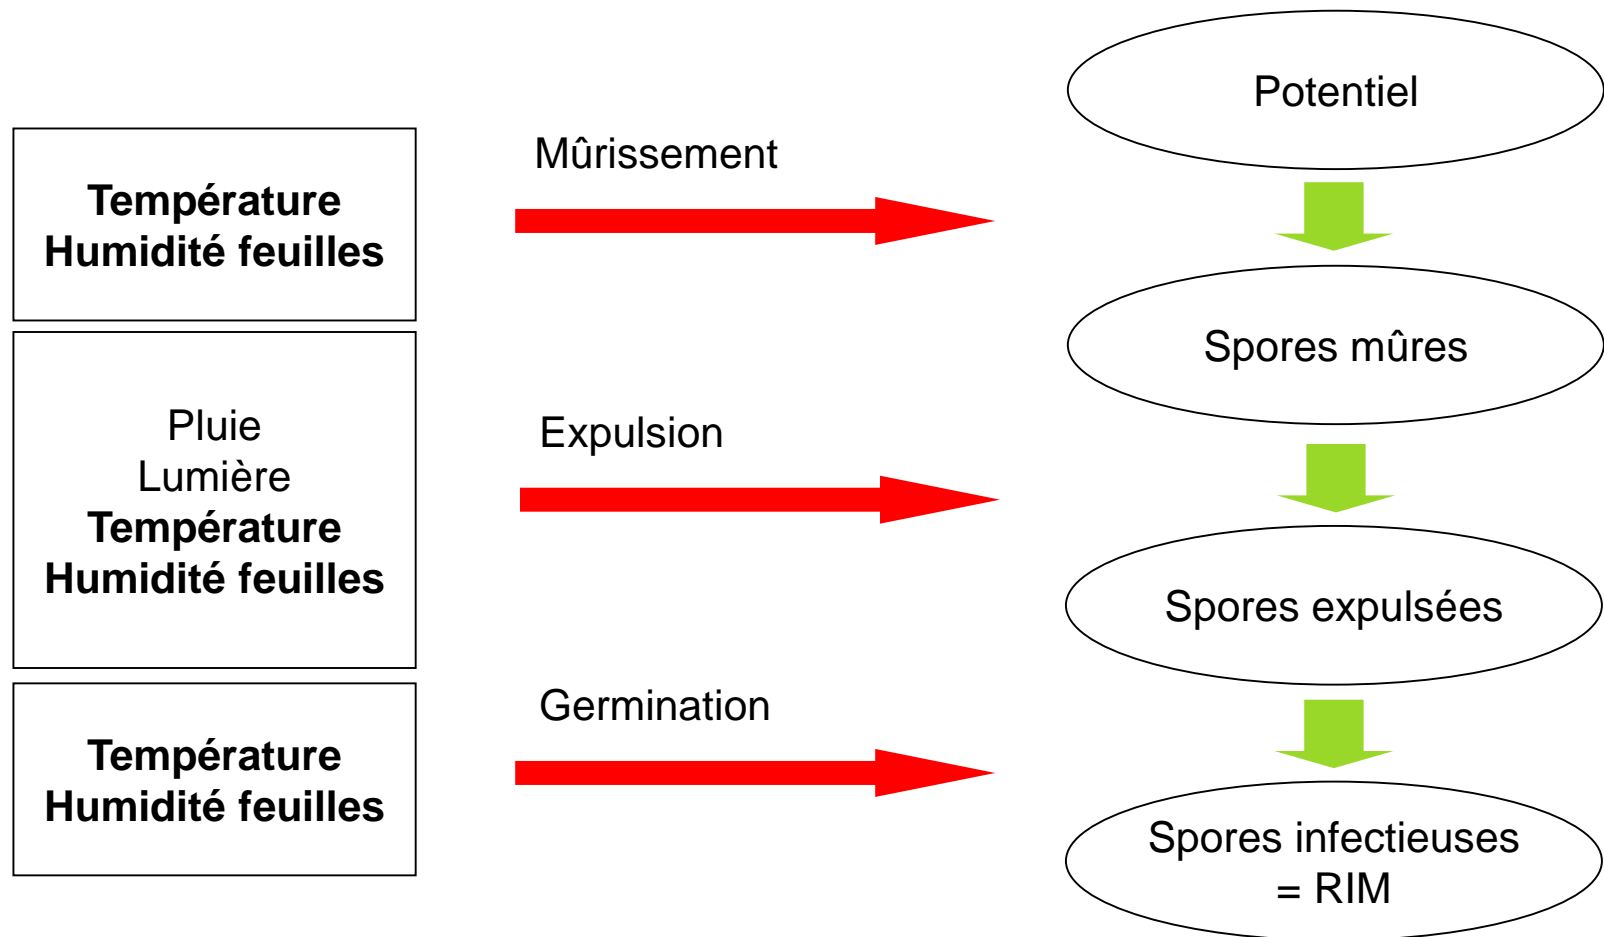 Potentiel
Mûrissement
Température
Humidité feuilles
Spores mûres
Pluie
Lumière
Température
Humidité feuilles
Expulsion
Spores expulsées
Germination
Température
Humidité feuilles
Spores infectieuses
= RIM